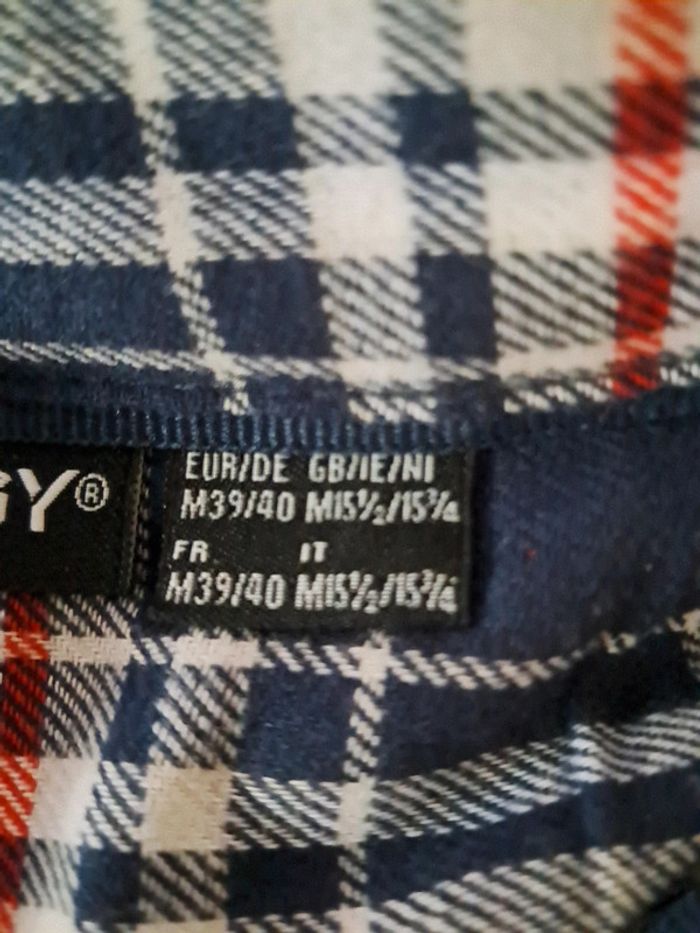 GY®
EUR/DE GB/IE/NI
M39/40 M15½/15¾
FR IT
M39/40 M15½/15¾